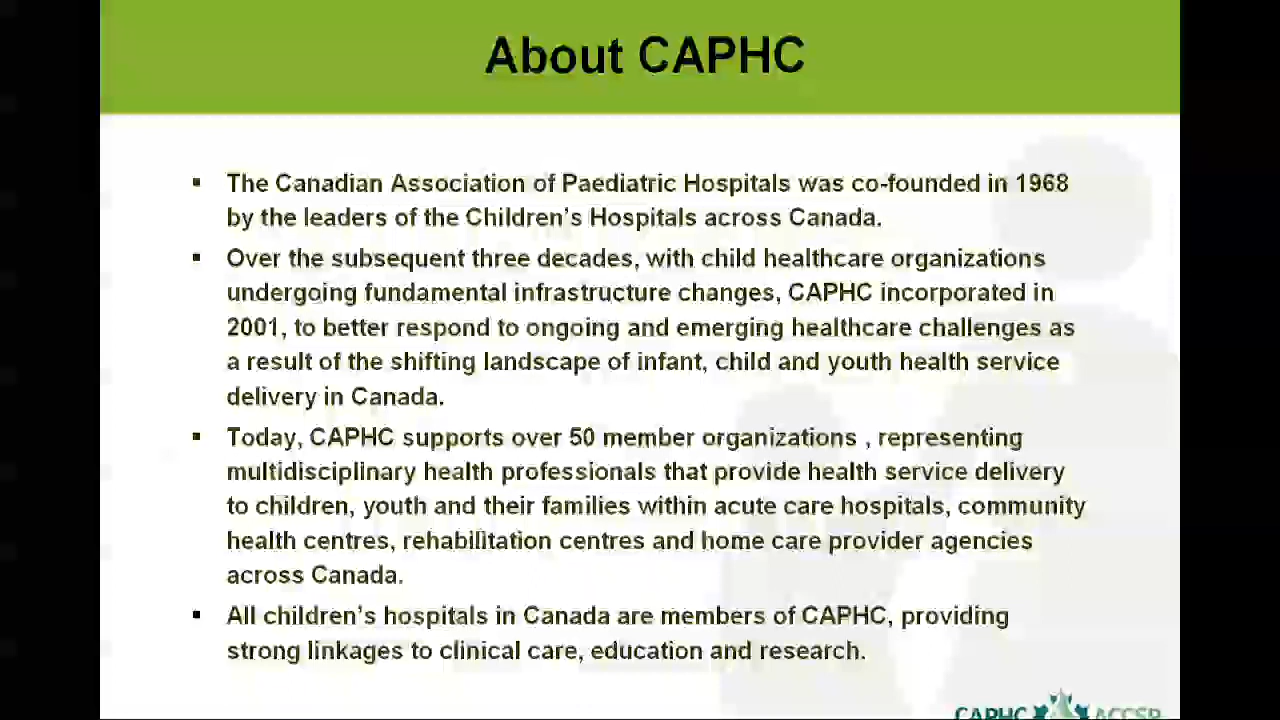 About CAPHC
▪ The Canadian Association of Paediatric Hospitals was co-founded in 1968
by the leaders of the Children's Hospitals across Canada.
▪ Over the subsequent three decades, with child healthcare organizations
undergoing fundamental infrastructure changes, CAPHC incorporated in
2001, to better respond to ongoing and emerging healthcare challenges as
a result of the shifting landscape of infant, child and youth health service
delivery in Canada.
▪ Today, CAPHC supports over 50 member organizations , representing
multidisciplinary health professionals that provide health service delivery
to children, youth and their families within acute care hospitals, community
health centres, rehabilitation centres and home care provider agencies
across Canada.
▪ All children's hospitals in Canada are members of CAPHC, providing
strong linkages to clinical care, education and research.
CAPHC ACCSP